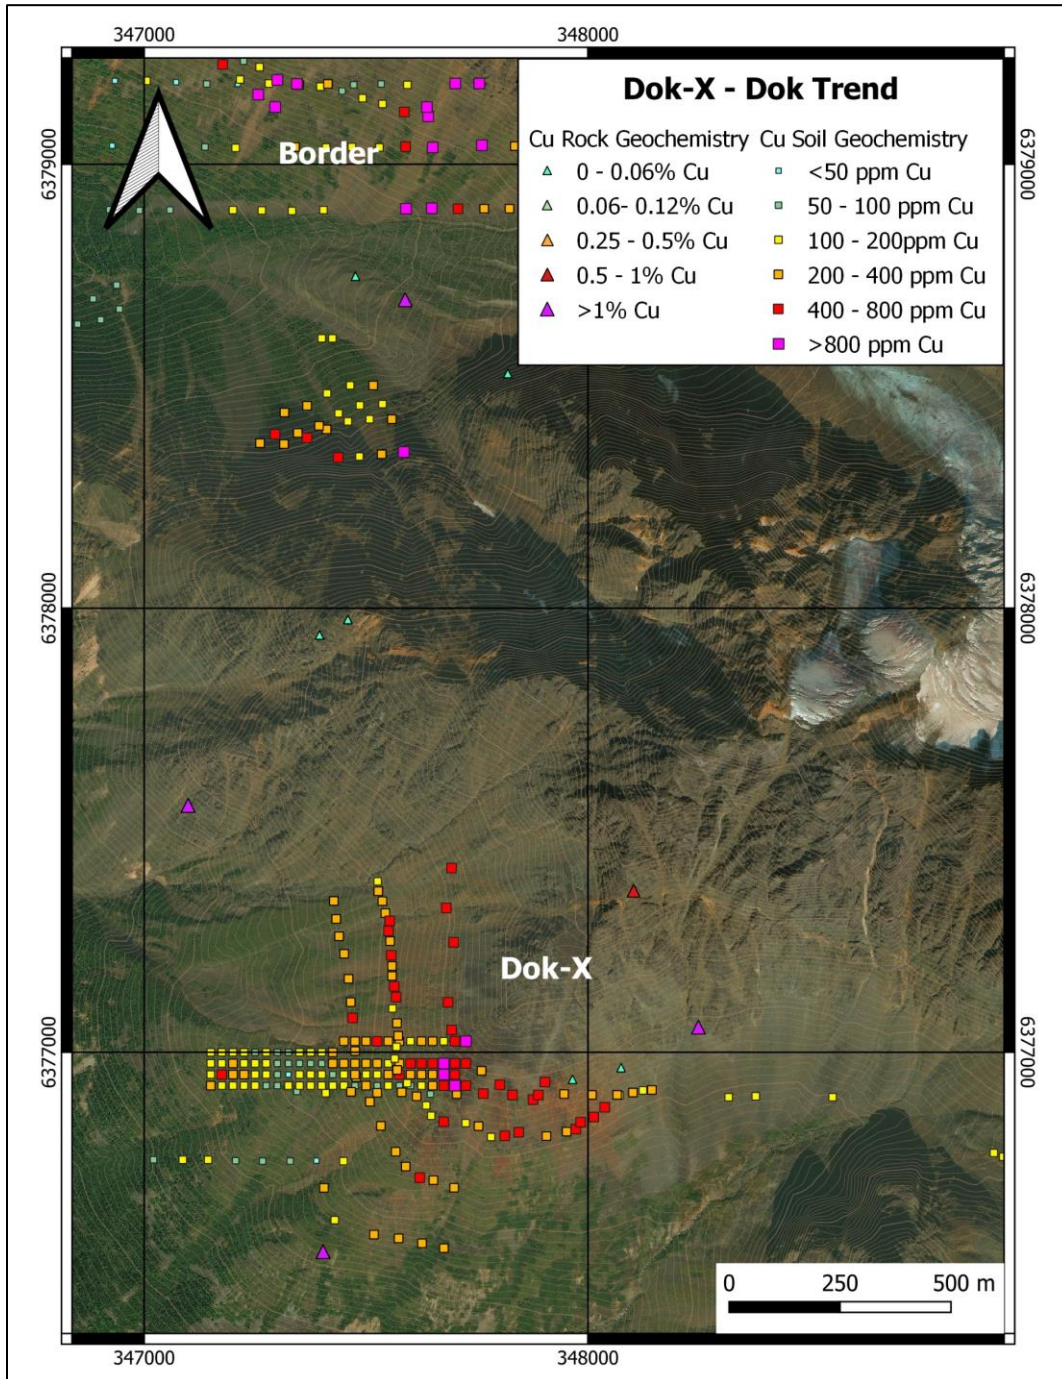 347000
348000
Dok-X - Dok Trend
Cu Rock Geochemistry
0 - 0.06% Cu
0.06- 0.12% Cu
0.25 - 0.5% Cu
0.5 - 1% Cu
>1% Cu
Cu Soil Geochemistry
<50 ppm Cu
50 - 100 ppm Cu
100 - 200ppm Cu
200 - 400 ppm Cu
400 - 800 ppm Cu
>800 ppm Cu
Border
6379000
6379000
6378000
6378000
Dok-X
6377000
6377000
0 250 500 m
347000
348000